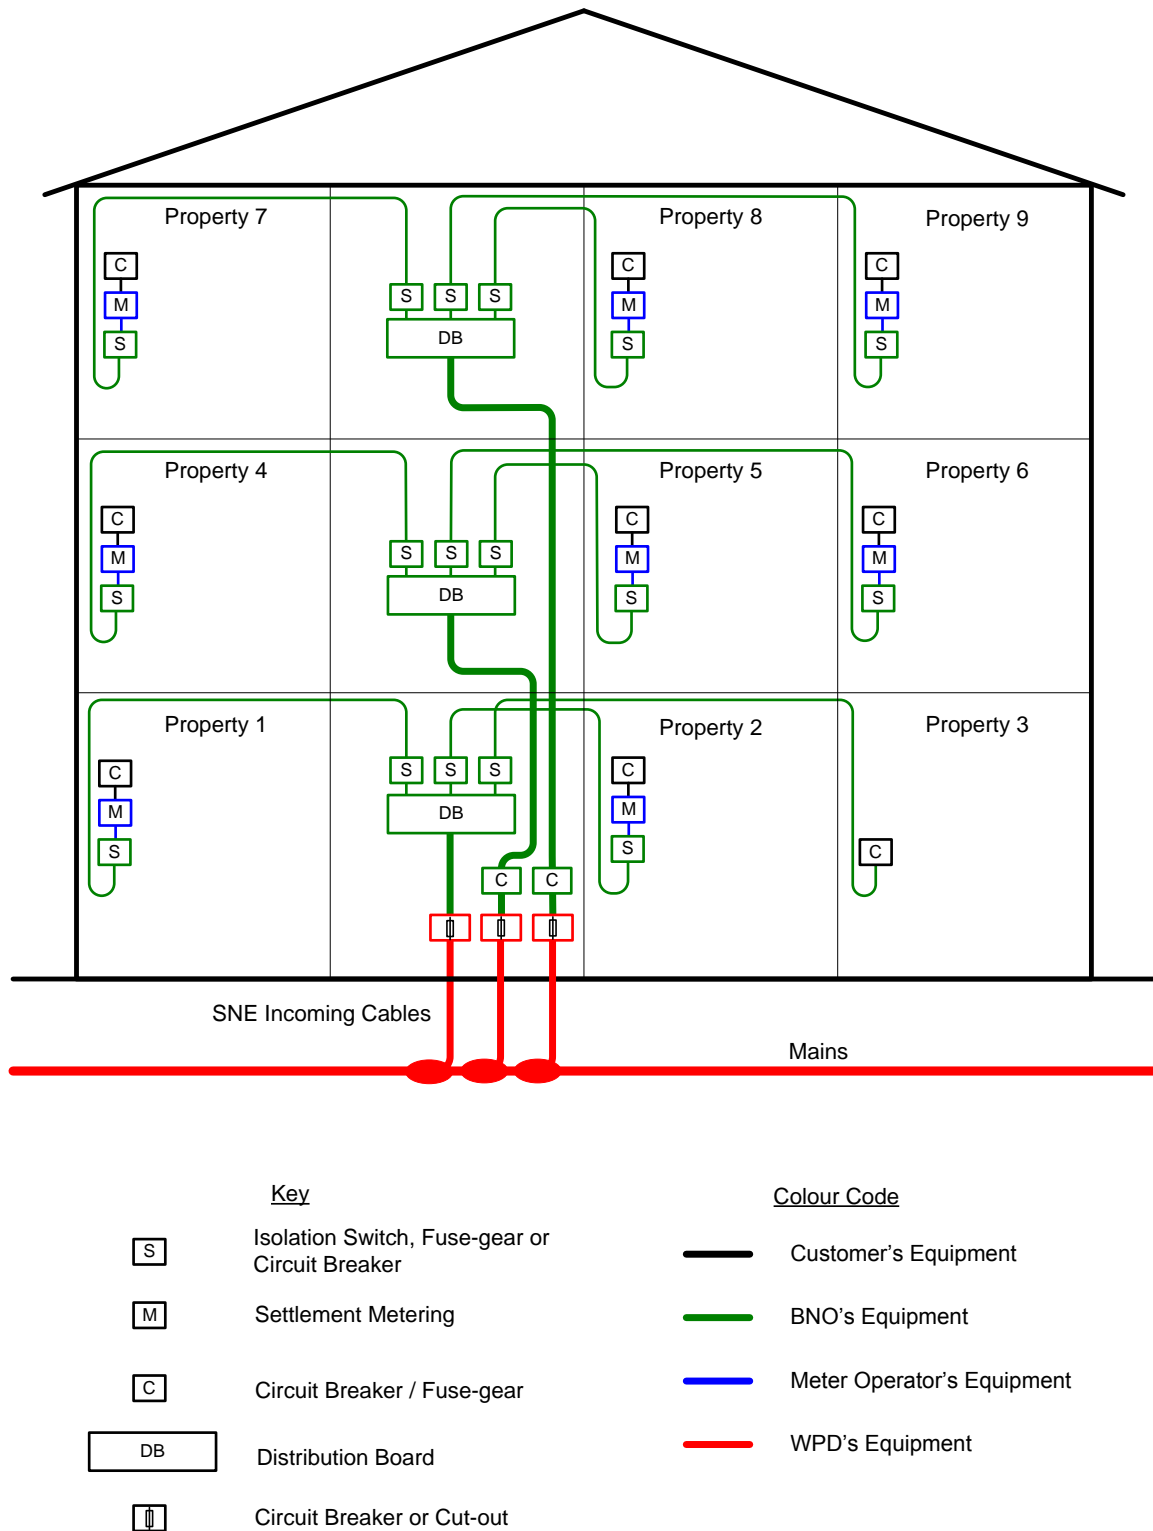 Property 7
Property 8
Property 9
C
C
C
M
S
S
S
M
M
S
DB
S
S
Property 4
Property 5
Property 6
C
C
C
M
S
S
S
M
M
S
DB
S
S
Property 1
Property 2
Property 3
C
S
S
S
C
M
DB
M
S
S
C
C
C
SNE Incoming Cables
Mains
Key
S
Isolation Switch, Fuse-gear or
Circuit Breaker
M
Settlement Metering
C
Circuit Breaker / Fuse-gear
DB
Distribution Board
Circuit Breaker or Cut-out
Colour Code
Customer’s Equipment
BNO’s Equipment
Meter Operator’s Equipment
WPD’s Equipment